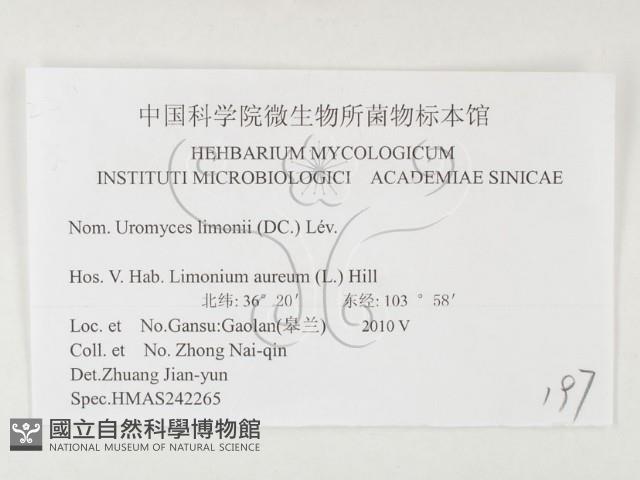 中国科学院微生物所菌物标本馆
HEHBARIUM MYCOLOGICUM
INSTITUTI MICROBIOLOGICI ACADEMIAE SINICAE
Nom. Uromyces limonii (DC.) Lév.
Hos. V. Hab. Limonium aureum (L.) Hill
北纬: 36° 20′ 东经: 103 ° 58′
Loc. et No.Gansu:Gaolan(皋兰) 2010 V
Coll. et No. Zhong Nai-qin
Det.Zhuang Jian-yun
Spec.HMAS242265
197
國立自然科學博物館
NATIONAL MUSEUM OF NATURAL SCIENCE